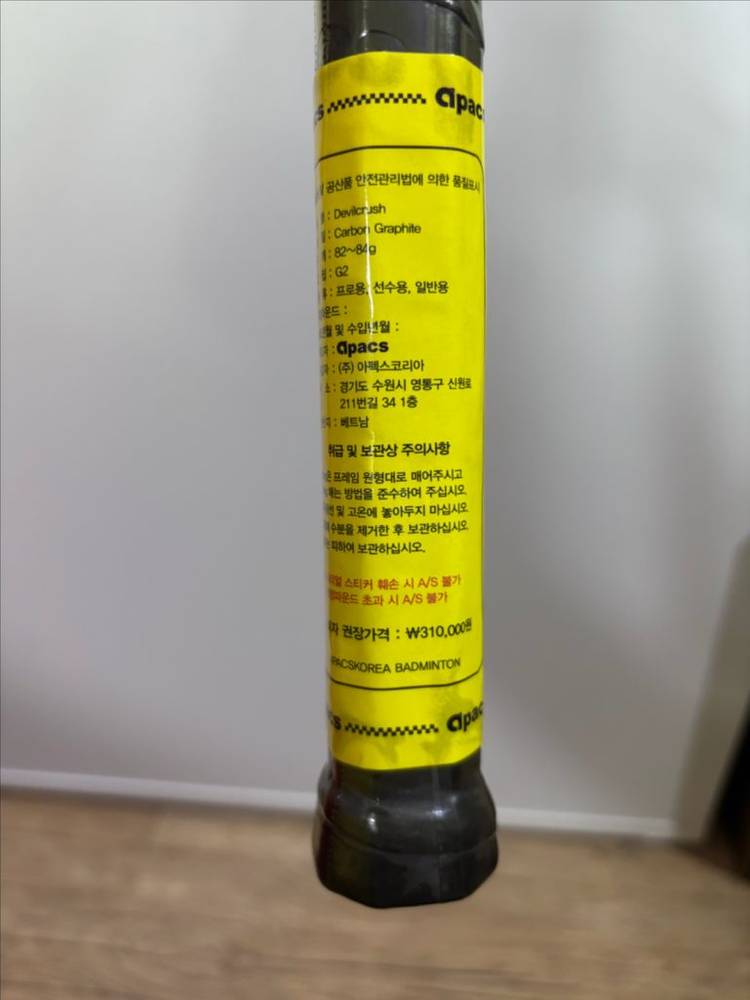 apacs
공산품 안전관리법에 의한 품질표시
: Devilcrush
: Carbon Graphite
: 82~84g
: G2
: 프로용, 선수용, 일반용
:
및 수입년월 :
: apacs
: (주) 아펙스코리아
: 경기도 수원시 영통구 신원로
211번길 34 1층
: 베트남
취급 및 보관상 주의사항
프레임 원형대로 매어주시고
매는 방법을 준수하여 주십시오.
및 고온에 놓아두지 마십시오.
수분을 제거한 후 보관하십시오.
피하여 보관하십시오.
스티커 훼손 시 A/S 불가
초과 시 A/S 불가
권장가격 : ₩310,000원
APACSKOREA BADMINTON
apacs